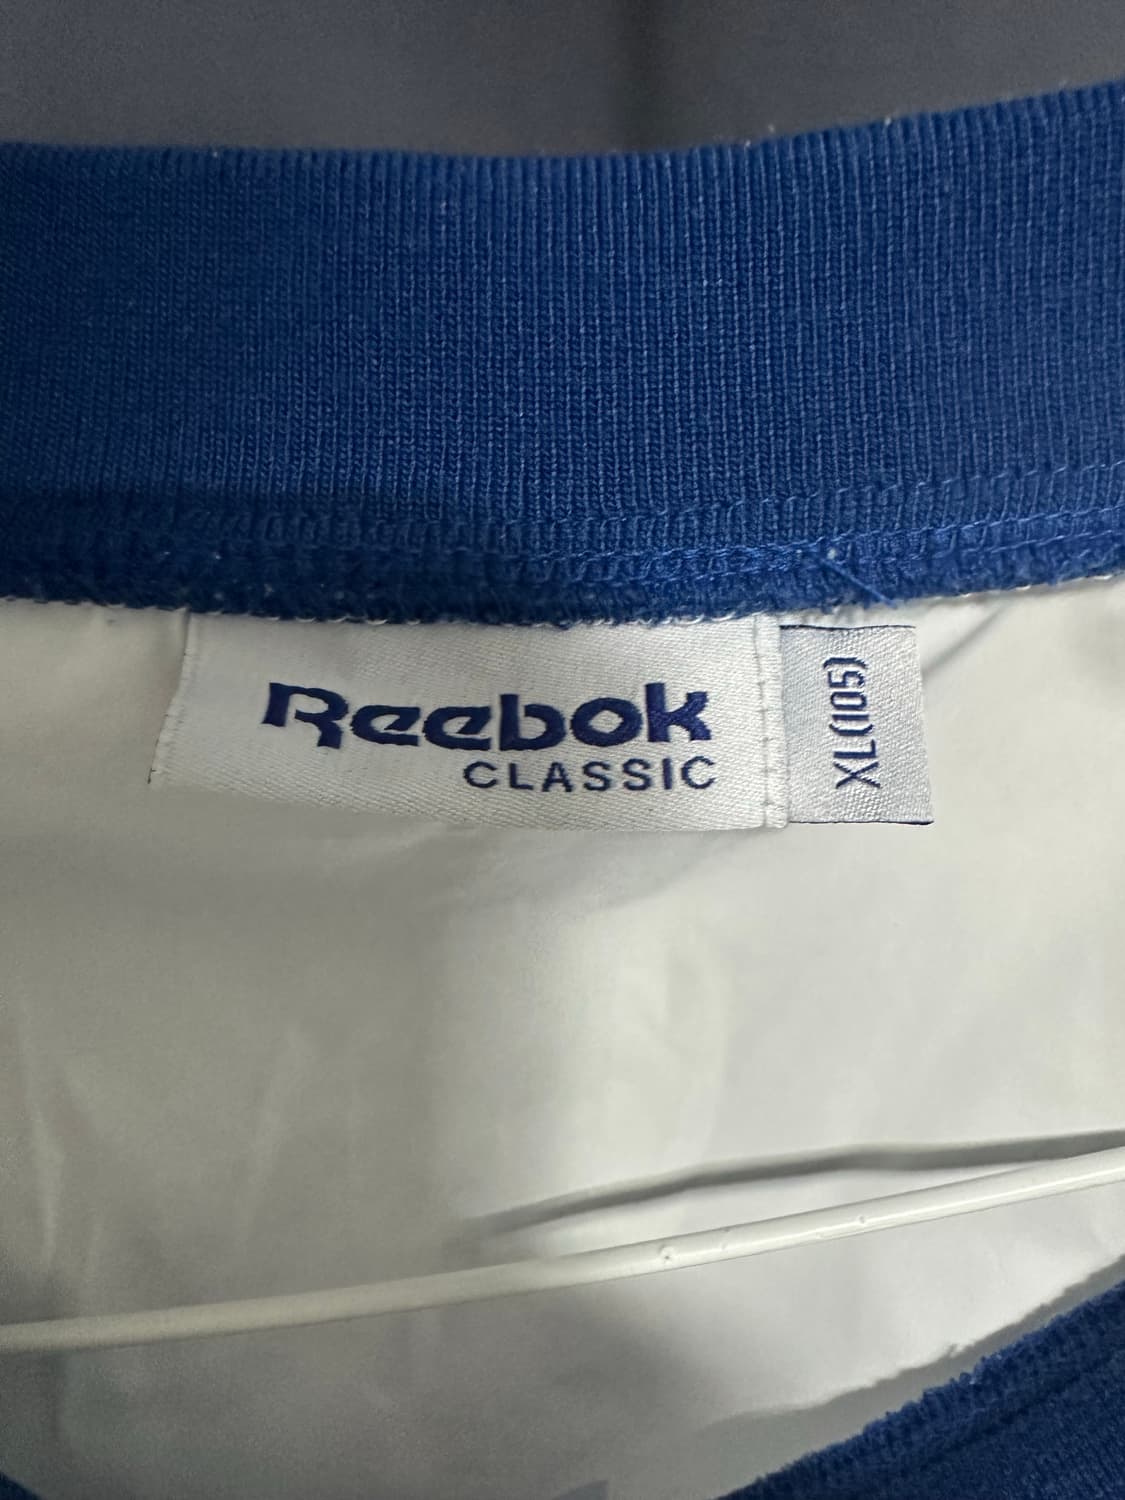 Reebok
CLASSIC
XL(105)